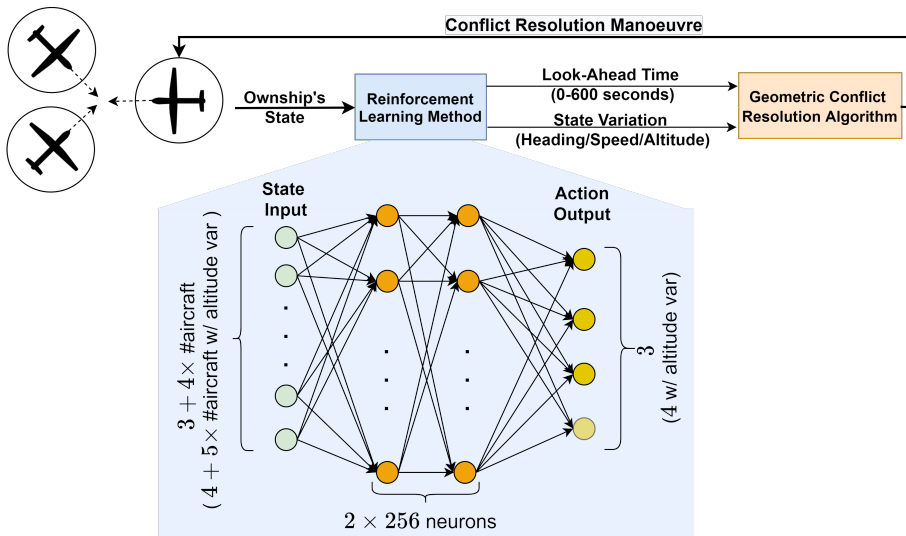 Conflict Resolution Manoeuvre
Ownship's
State
Reinforcement
Learning Method
Look-Ahead Time
(0-600 seconds)
State Variation
(Heading/Speed/Altitude)
Geometric Conflict
Resolution Algorithm
State
Input
Action
Output
3 + 4× #aircraft
( 4 + 5× #aircraft w/ altitude var )
3
(4 w/ altitude var)
2 × 256 neurons